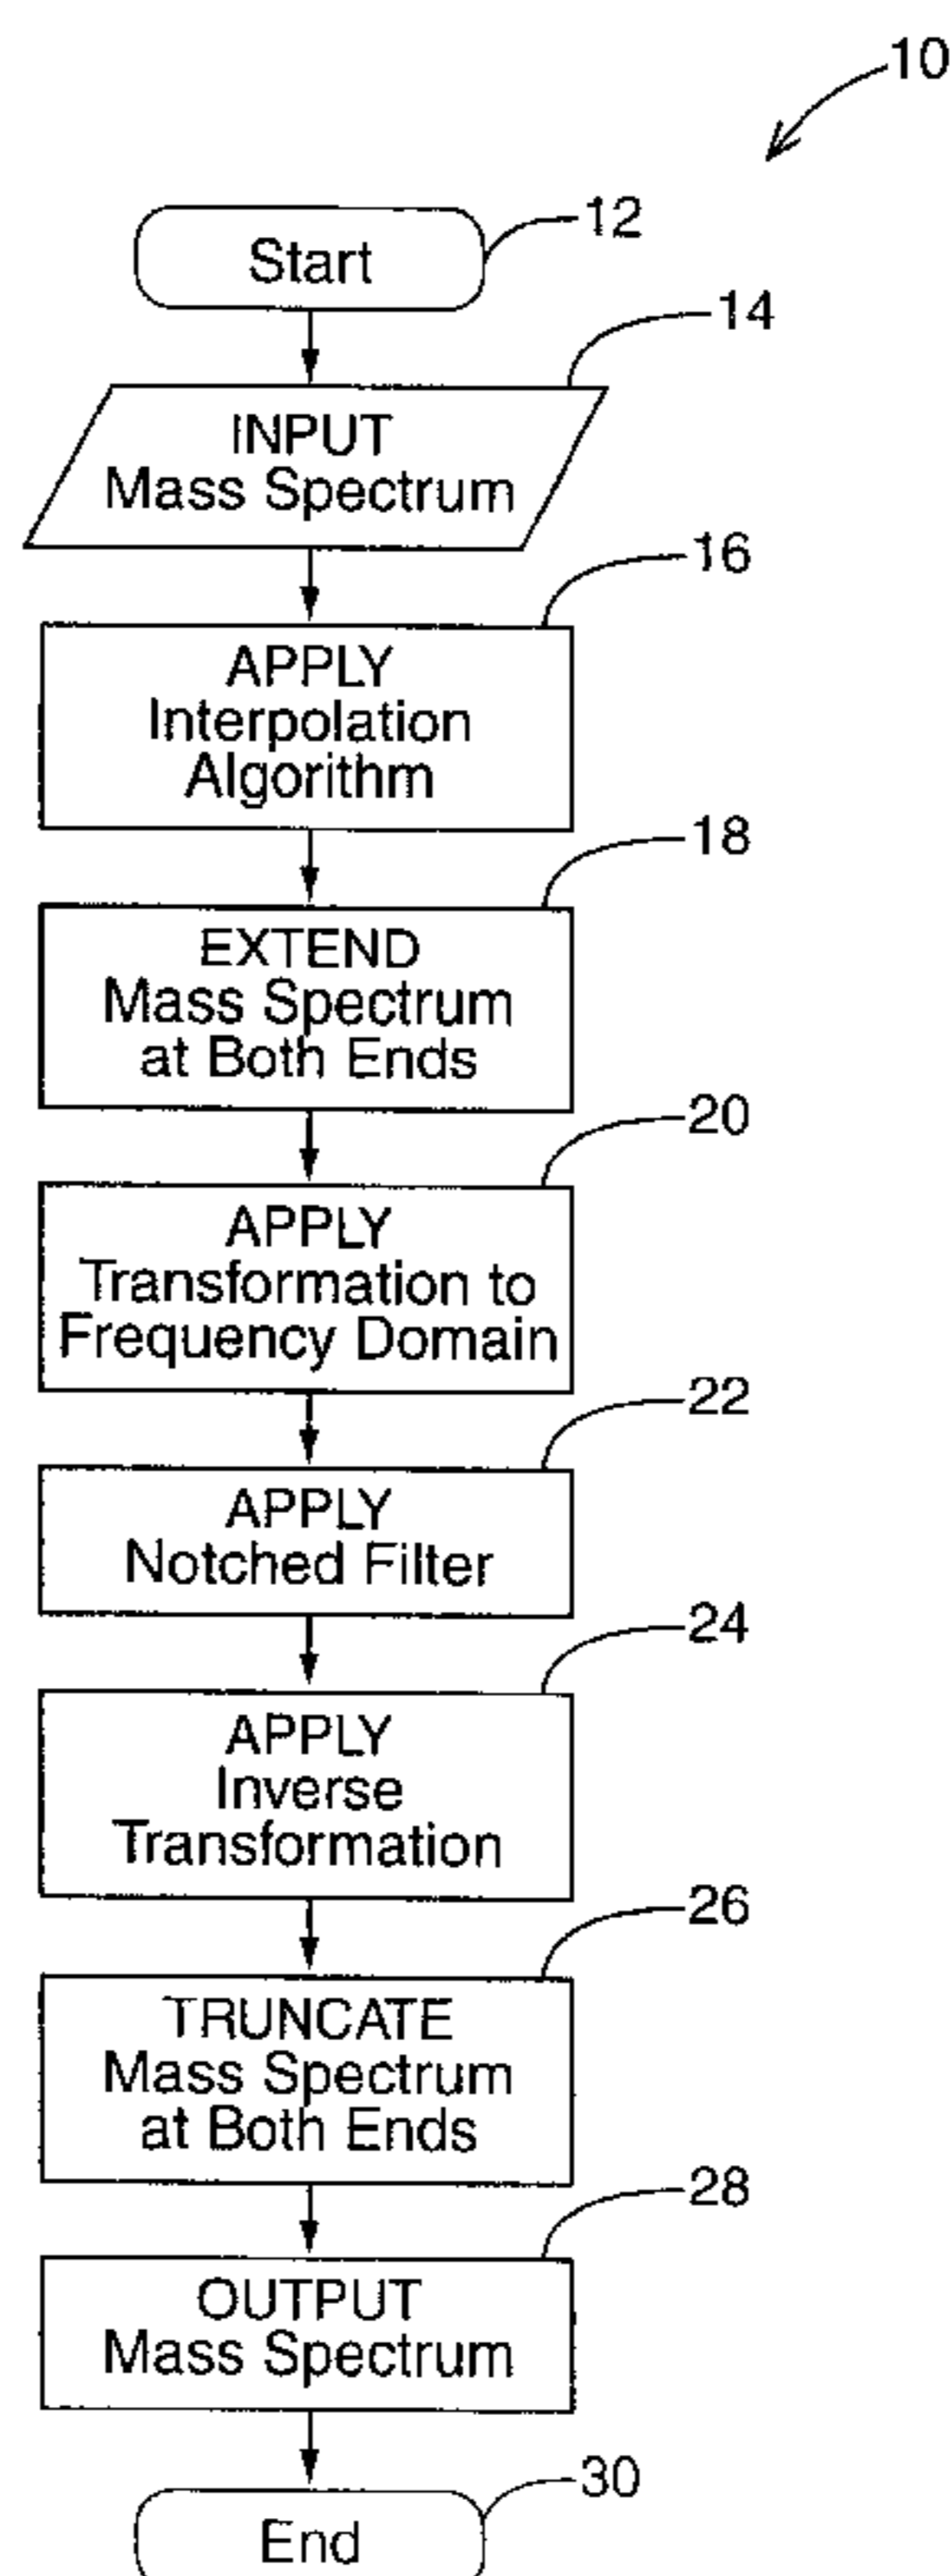 10
12
Start
14
INPUT
Mass Spectrum
16
APPLY
Interpolation
Algorithm
18
EXTEND
Mass Spectrum
at Both Ends
20
APPLY
Transformation to
Frequency Domain
22
APPLY
Notched Filter
24
APPLY
Inverse
Transformation
26
TRUNCATE
Mass Spectrum
at Both Ends
28
OUTPUT
Mass Spectrum
30
End